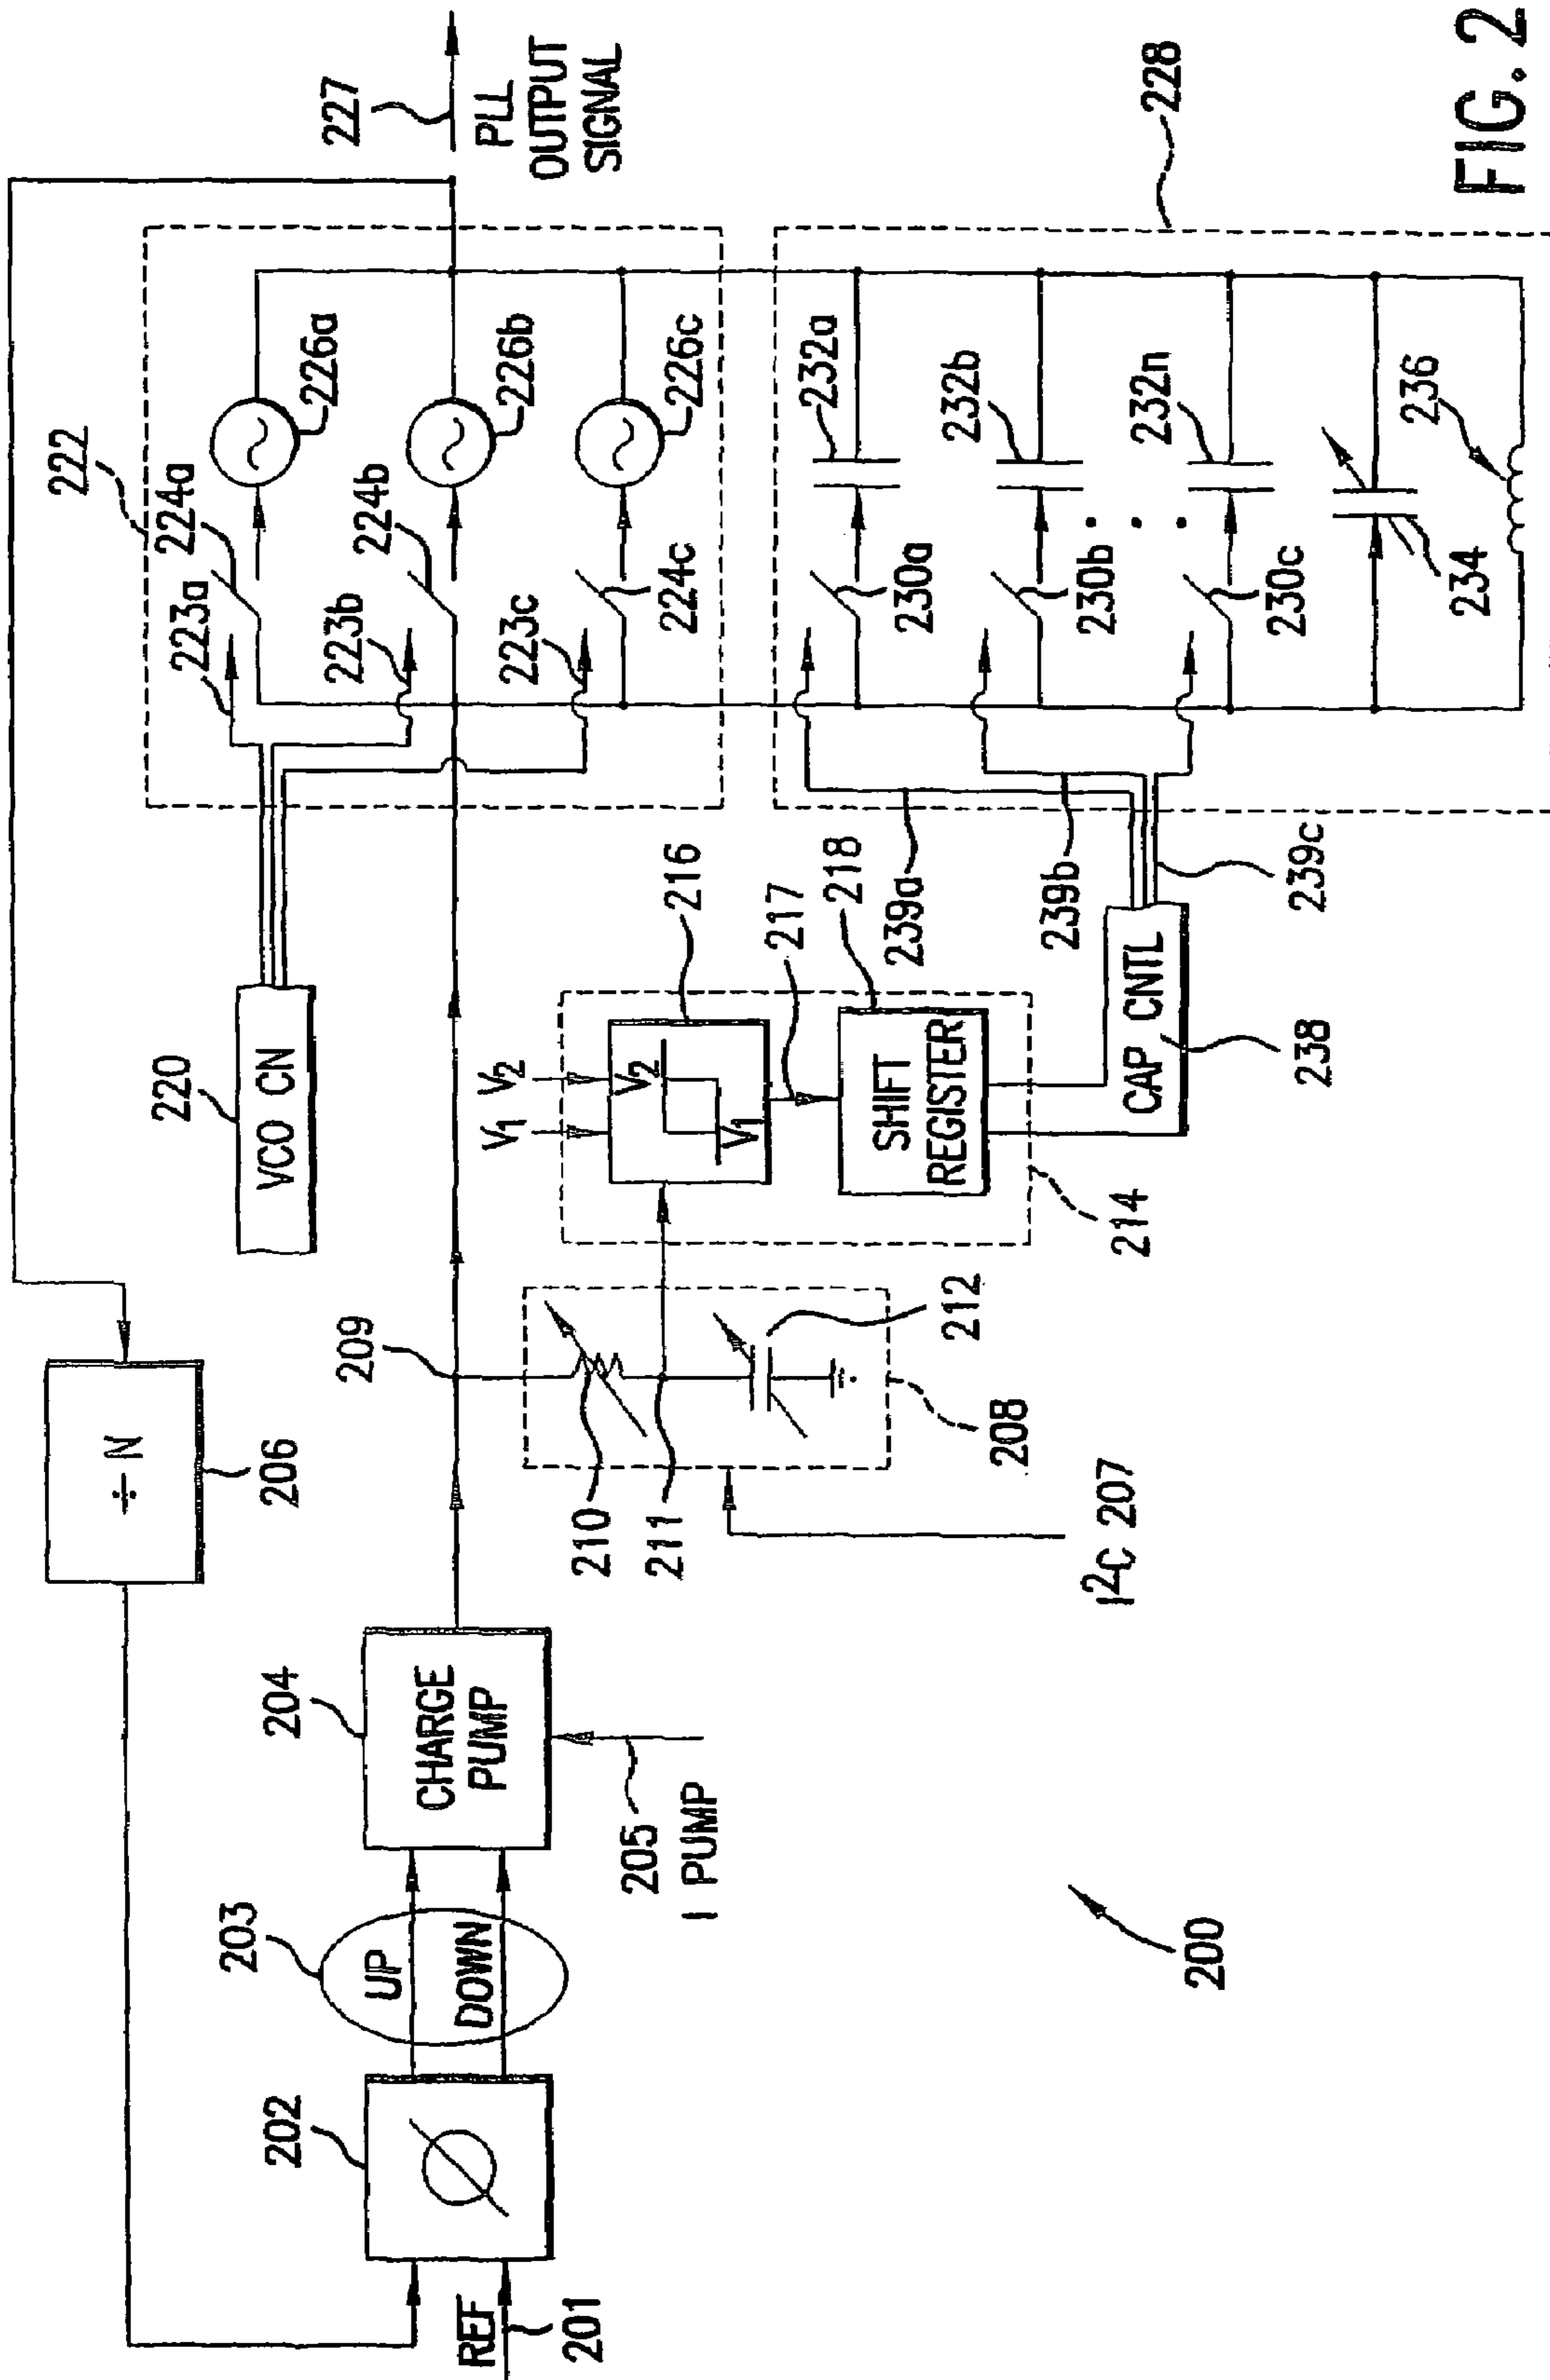 227
PLL
OUTPUT
SIGNAL
222
224a
223a
226a
224b
223b
226b
223c
224c
226c
220
VCO CN
÷ N
206
209
204
CHARGE
PUMP
203
UP
DOWN
202
Ø
REF
201
205
I PUMP
210
211
212
208
I²C 207
V1 V2
216
V2
V1
217
218
SHIFT
REGISTER
214
CAP CNTL
238
239a
239b
239c
228
232a
230a
232b
230b
232n
230c
234
236
200
FIG. 2